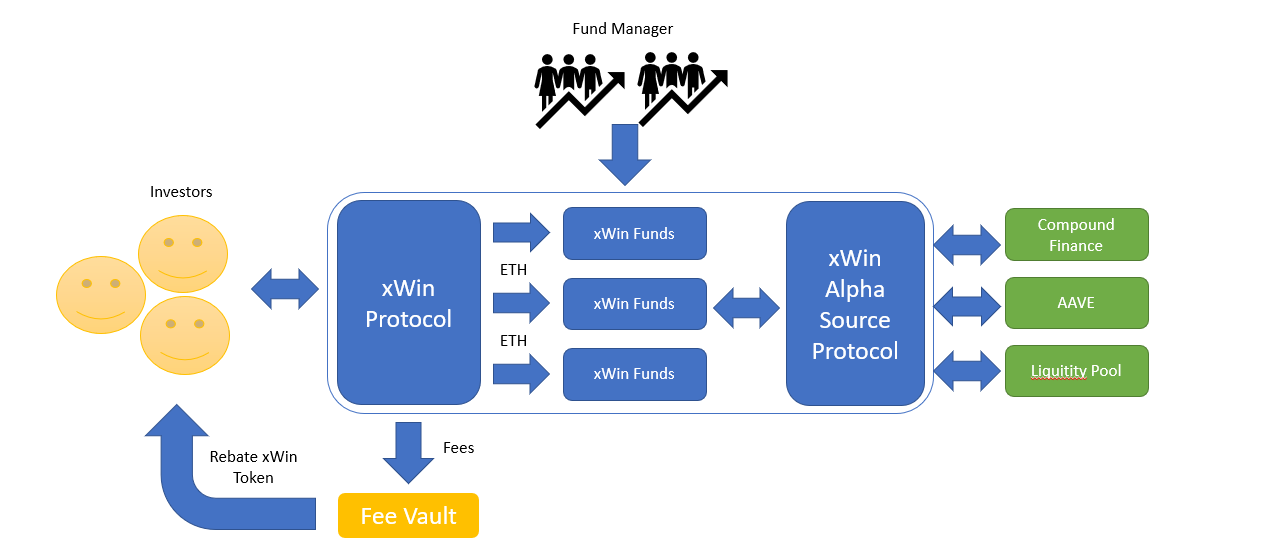 Fund Manager
Investors
xWin
Protocol
ETH
ETH
xWin Funds
xWin Funds
xWin Funds
xWin
Alpha
Source
Protocol
Compound
Finance
AAVE
Liquitity Pool
Fees
Rebate xWin
Token
Fee Vault